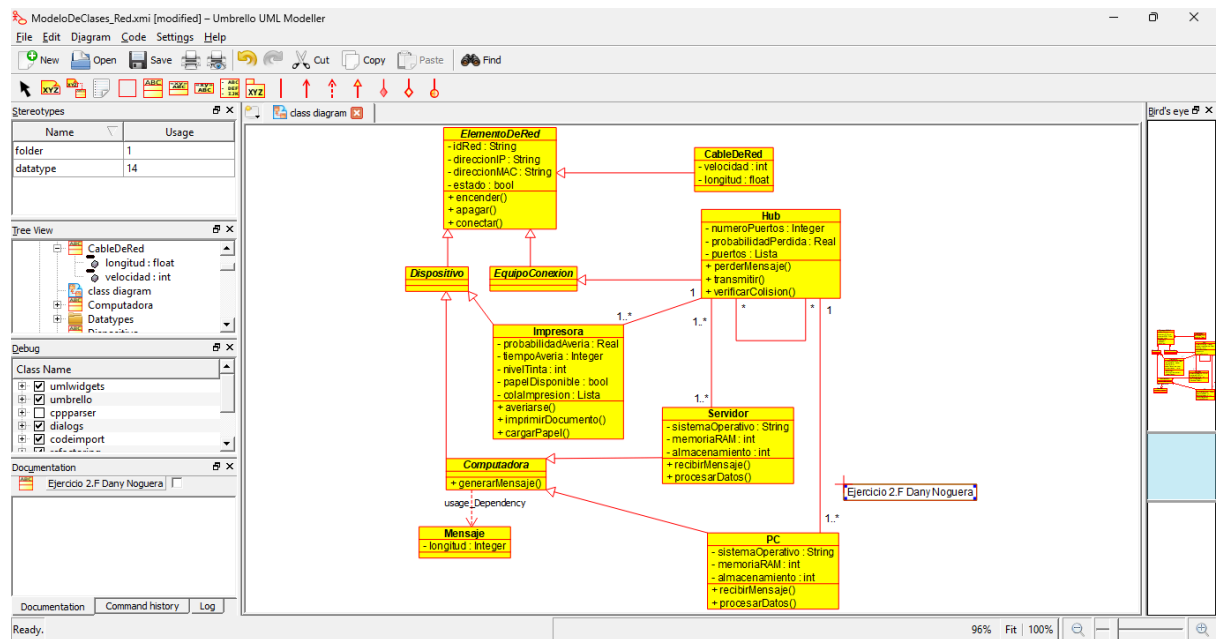 ModeloDeClases_Red.xmi [modified] – Umbrello UML Modeller
File Edit Diagram Code Settings Help
New Open Save Cut Copy Paste Find
Stereotypes
Name Usage
folder 1
datatype 14
Tree View
CableDeRed
longitud : float
velocidad : int
class diagram
Computadora
Datatypes
Dispositivo
Debug
Class Name
umlwidgets
umbrello
cppparser
dialogs
codeimport
refactoring
Documentation
Ejercicio 2.F Dany Noguera
Documentation Command history Log
Ready.
class diagram
ElementoDeRed
- idRed : String
- direccionIP : String
- direccionMAC : String
- estado : bool
+ encender()
+ apagar()
+ conectar()
CableDeRed
- velocidad : int
- longitud : float
Hub
- numeroPuertos : Integer
- probabilidadPerdida : Real
- puertos : Lista
+ perderMensaje()
+ transmitir()
+ verificarColision()
Dispositivo
EquipoConexion
1
1..*
1..*
*
*
1
Impresora
- probabilidadAveria : Real
- tiempoAveria : Integer
- nivelTinta : int
- papelDisponible : bool
- colaImpresion : Lista
+ averiarse()
+ imprimirDocumento()
+ cargarPapel()
1..*
Servidor
- sistemaOperativo : String
- memoriaRAM : int
- almacenamiento : int
+ recibirMensaje()
+ procesarDatos()
Computadora
+ generarMensaje()
usage_Dependency
Mensaje
- longitud : Integer
Ejercicio 2.F Dany Noguera
1..*
PC
- sistemaOperativo : String
- memoriaRAM : int
- almacenamiento : int
+ recibirMensaje()
+ procesarDatos()
Bird's eye
96% Fit 100%